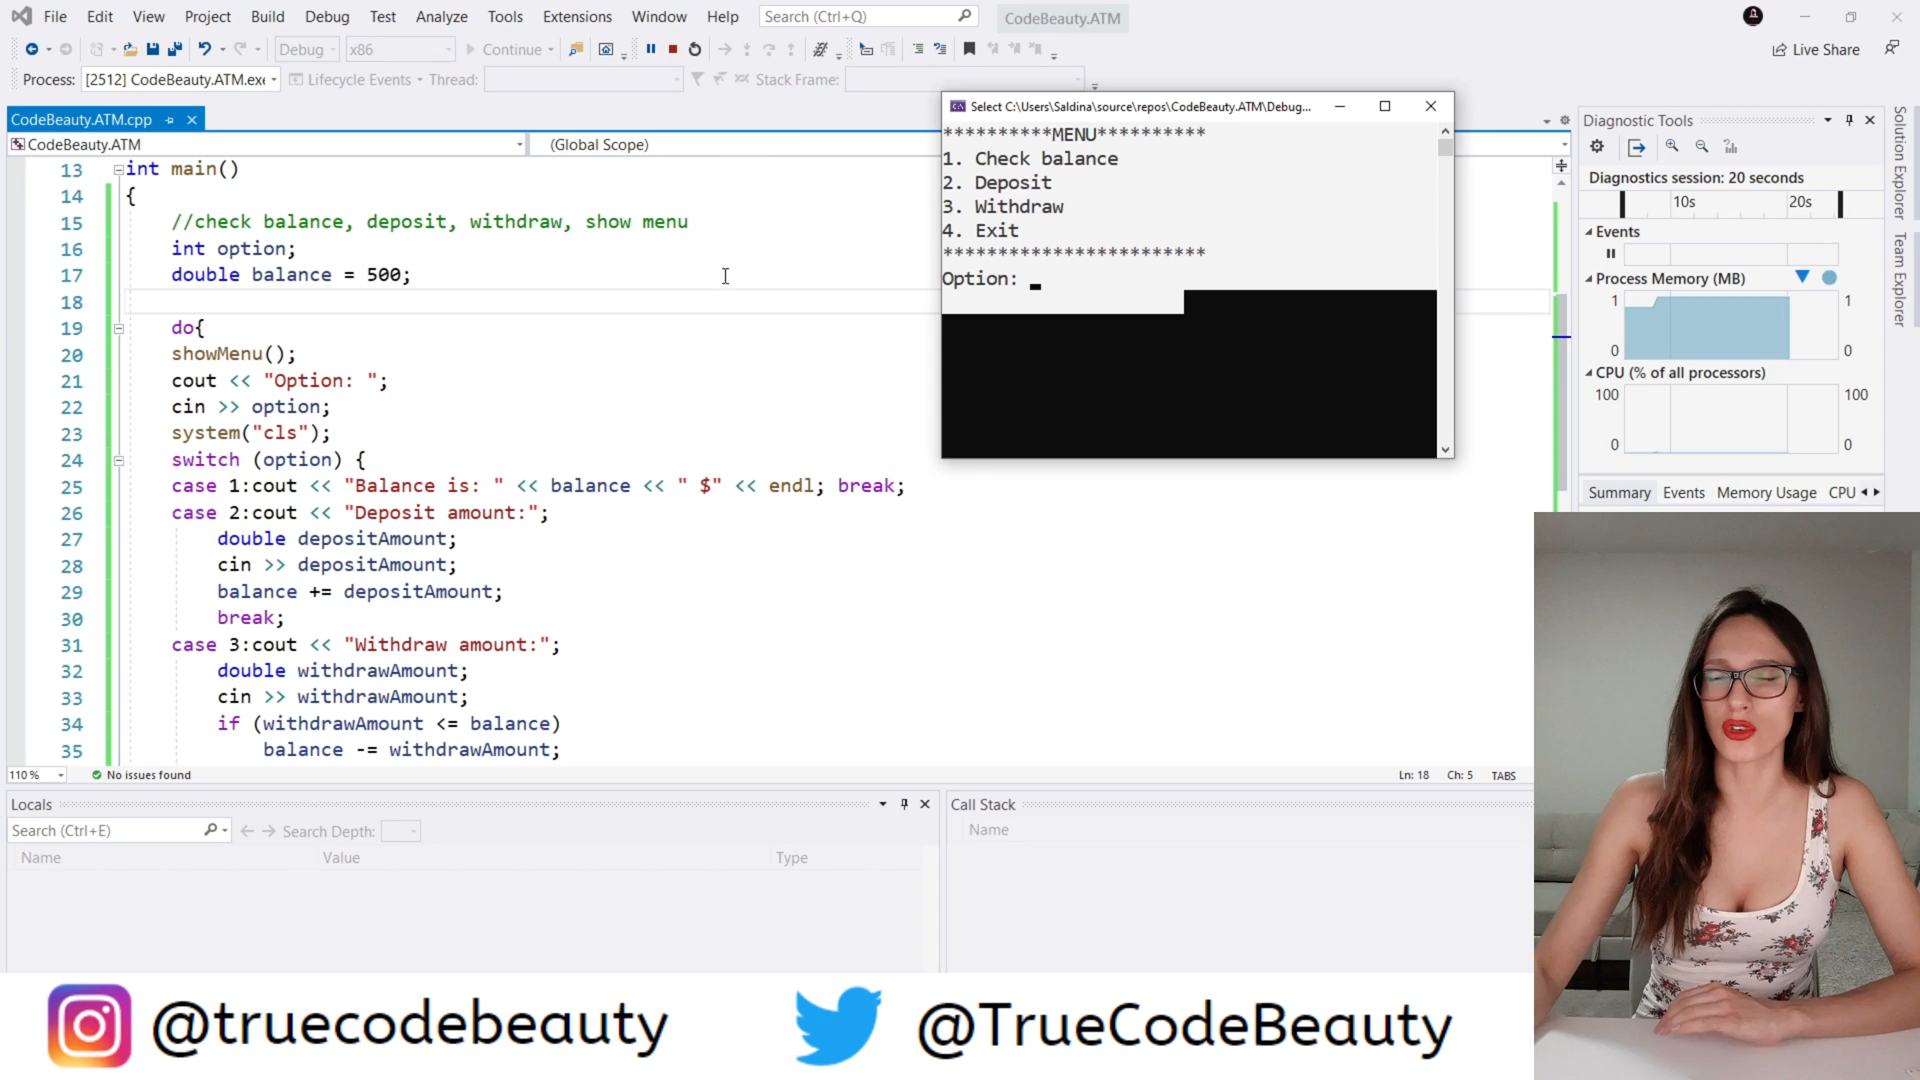 File Edit View Project Build Debug Test Analyze Tools Extensions Window Help Search (Ctrl+Q) CodeBeauty.ATM
Debug x86 Continue Live Share
Process: [2512] CodeBeauty.ATM.exe Lifecycle Events Thread: Stack Frame:
CodeBeauty.ATM.cpp
CodeBeauty.ATM (Global Scope)
13 int main()
14 {
15 //check balance, deposit, withdraw, show menu
16 int option;
17 double balance = 500;
18
19 do{
20 showMenu();
21 cout << "Option: ";
22 cin >> option;
23 system("cls");
24 switch (option) {
25 case 1:cout << "Balance is: " << balance << " $" << endl; break;
26 case 2:cout << "Deposit amount:";
27 double depositAmount;
28 cin >> depositAmount;
29 balance += depositAmount;
30 break;
31 case 3:cout << "Withdraw amount:";
32 double withdrawAmount;
33 cin >> withdrawAmount;
34 if (withdrawAmount <= balance)
35 balance -= withdrawAmount;
110 % No issues found Ln: 18 Ch: 5 TABS
Select C:\Users\Saldina\source\repos\CodeBeauty.ATM\Debug...
**********MENU**********
1. Check balance
2. Deposit
3. Withdraw
4. Exit
************************
Option:
Diagnostic Tools
Diagnostics session: 20 seconds
10s 20s
Events
Process Memory (MB)
1 1
0 0
CPU (% of all processors)
100 100
0 0
Summary Events Memory Usage CPU
Solution Explorer
Team Explorer
Locals
Search (Ctrl+E) Search Depth:
Name Value Type
Call Stack
Name
@truecodebeauty @TrueCodeBeauty